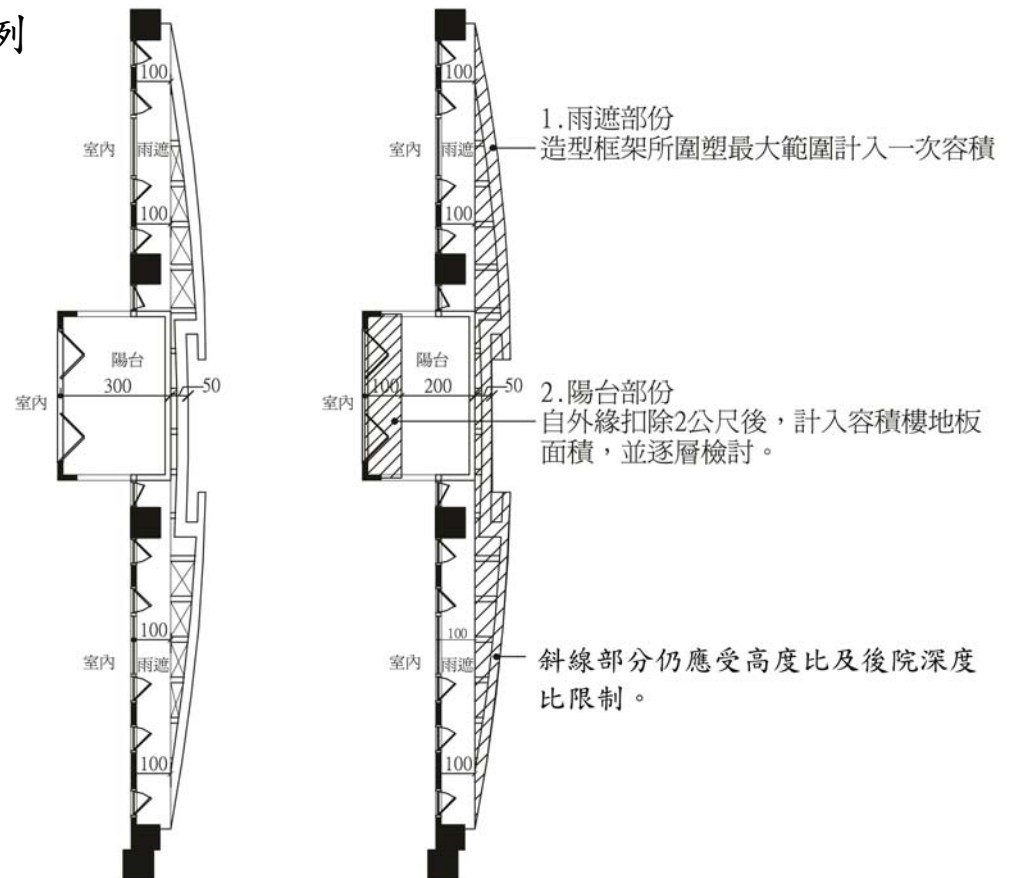 列
100
室內
雨遮
100
陽台
300
50
室內
100
室內
雨遮
100
100
室內
雨遮
100
陽台
100
200
50
室內
100
室內
雨遮
100
1.雨遮部份
造型框架所圍塑最大範圍計入一次容積
2.陽台部份
自外緣扣除2公尺後，計入容積樓地板
面積，並逐層檢討。
斜線部分仍應受高度比及後院深度
比限制。